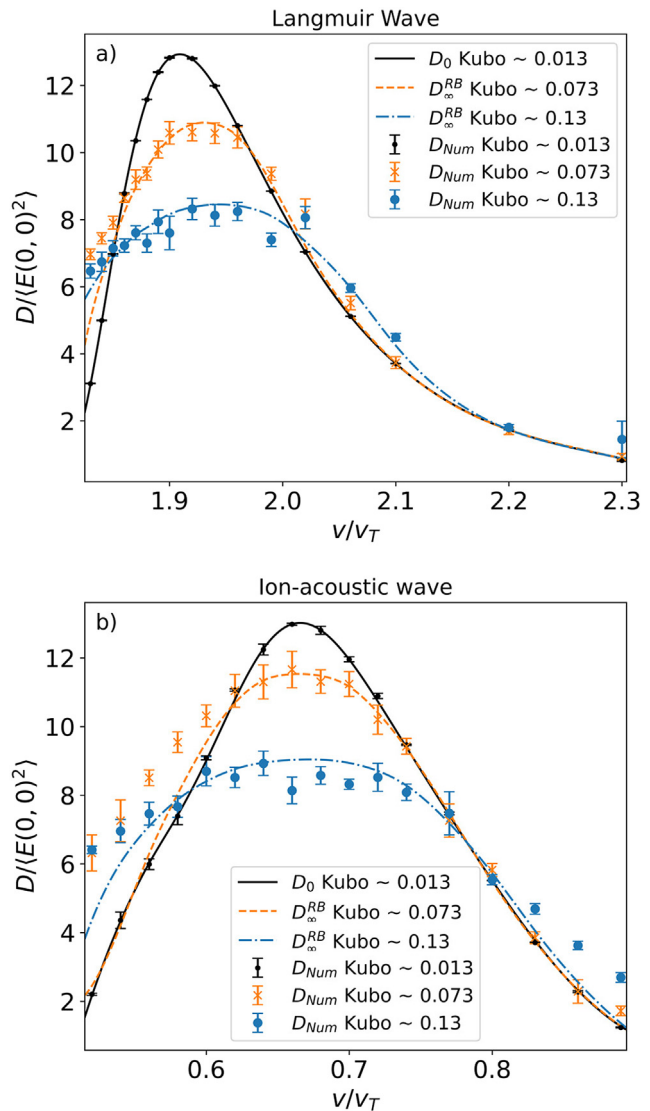 Langmuir Wave
a)
D₀ Kubo ~ 0.013
D∞ᴿᴮ Kubo ~ 0.073
D∞ᴿᴮ Kubo ~ 0.13
D_Num Kubo ~ 0.013
D_Num Kubo ~ 0.073
D_Num Kubo ~ 0.13
D/⟨E(0, 0)²⟩
12
10
8
6
4
2
1.9 2.0 2.1 2.2 2.3
v/v_T
Ion-acoustic wave
b)
D/⟨E(0, 0)²⟩
12
10
8
6
4
2
D₀ Kubo ~ 0.013
D∞ᴿᴮ Kubo ~ 0.073
D∞ᴿᴮ Kubo ~ 0.13
D_Num Kubo ~ 0.013
D_Num Kubo ~ 0.073
D_Num Kubo ~ 0.13
0.6 0.7 0.8
v/v_T